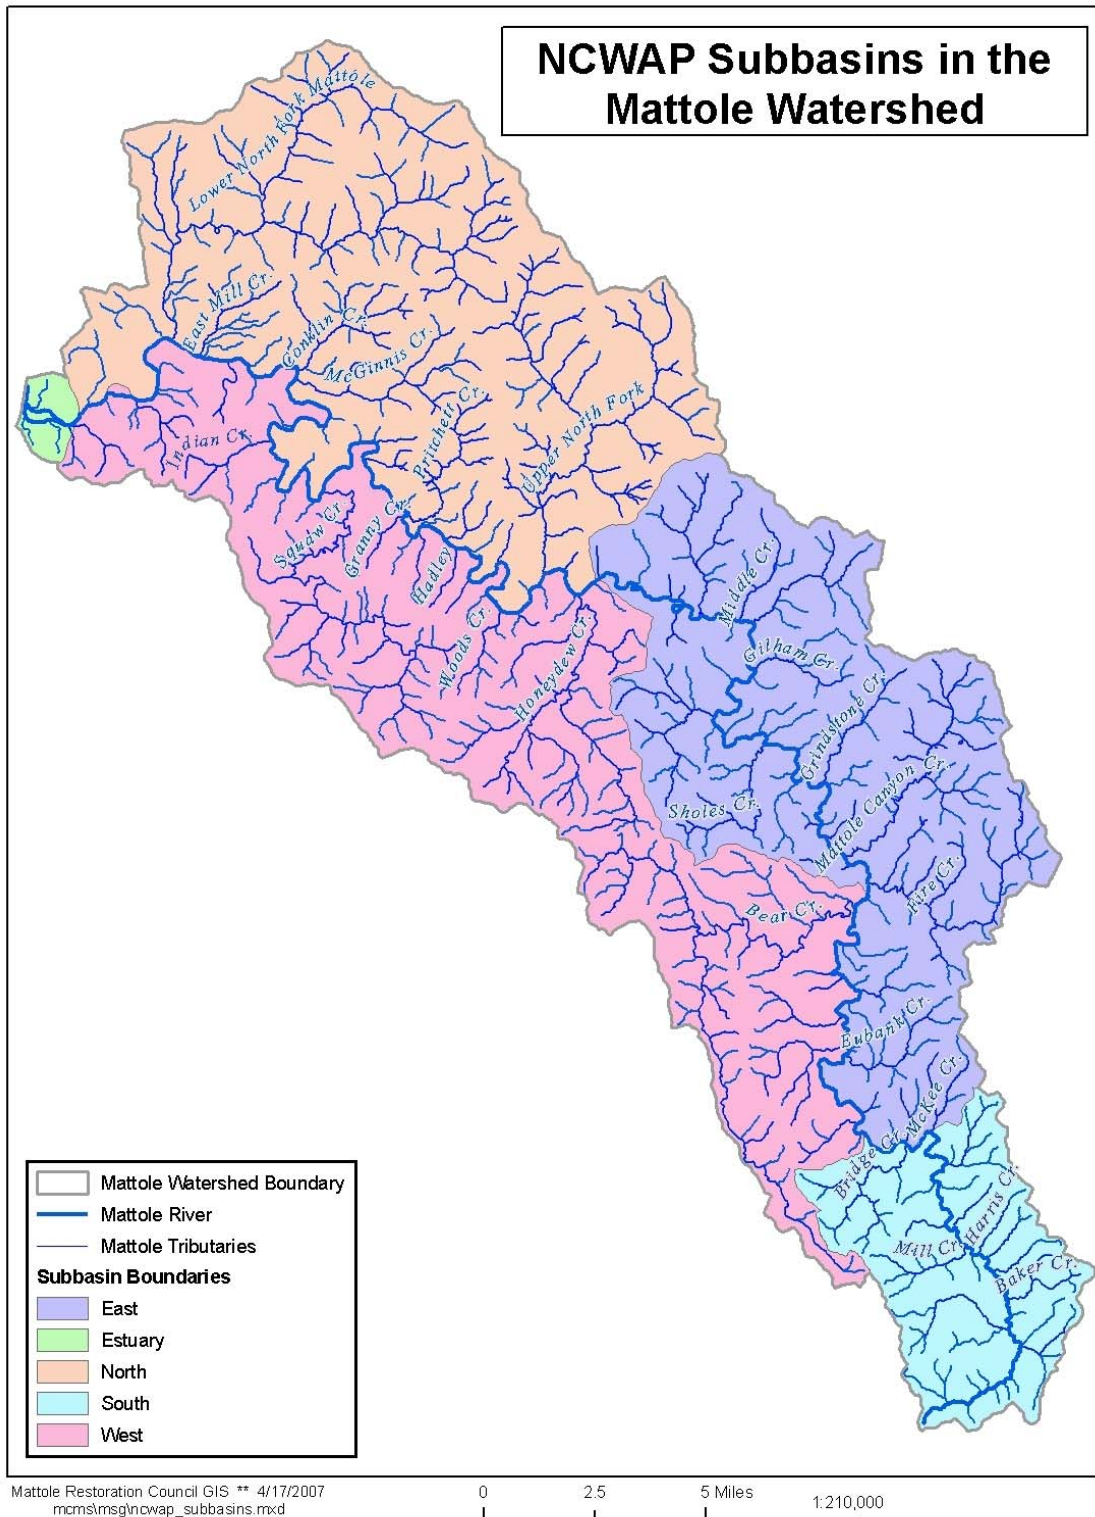 NCWAP Subbasins in the
Mattole Watershed
Lower North Fork Mattole
East Mill Cr.
Conklin Cr.
McGinnis Cr.
Pritchett Cr.
Upper North Fork
Indian Cr.
Squaw Cr.
Granny Cr.
Hadley
Woods Cr.
Honeydew Cr.
Middle Cr.
Gilham Cr.
Grindstone Cr.
Sholes Cr.
Mattole Canyon Cr.
Fire Cr.
Bear Cr.
Eubank Cr.
McKee Cr.
Bridge Cr.
Harris Cr.
Mill Cr.
Baker Cr.
Mattole Watershed Boundary
Mattole River
Mattole Tributaries
Subbasin Boundaries
East
Estuary
North
South
West
Mattole Restoration Council GIS ** 4/17/2007
mcms\msg\ncwap_subbasins.mxd
0 2.5 5 Miles
1:210,000